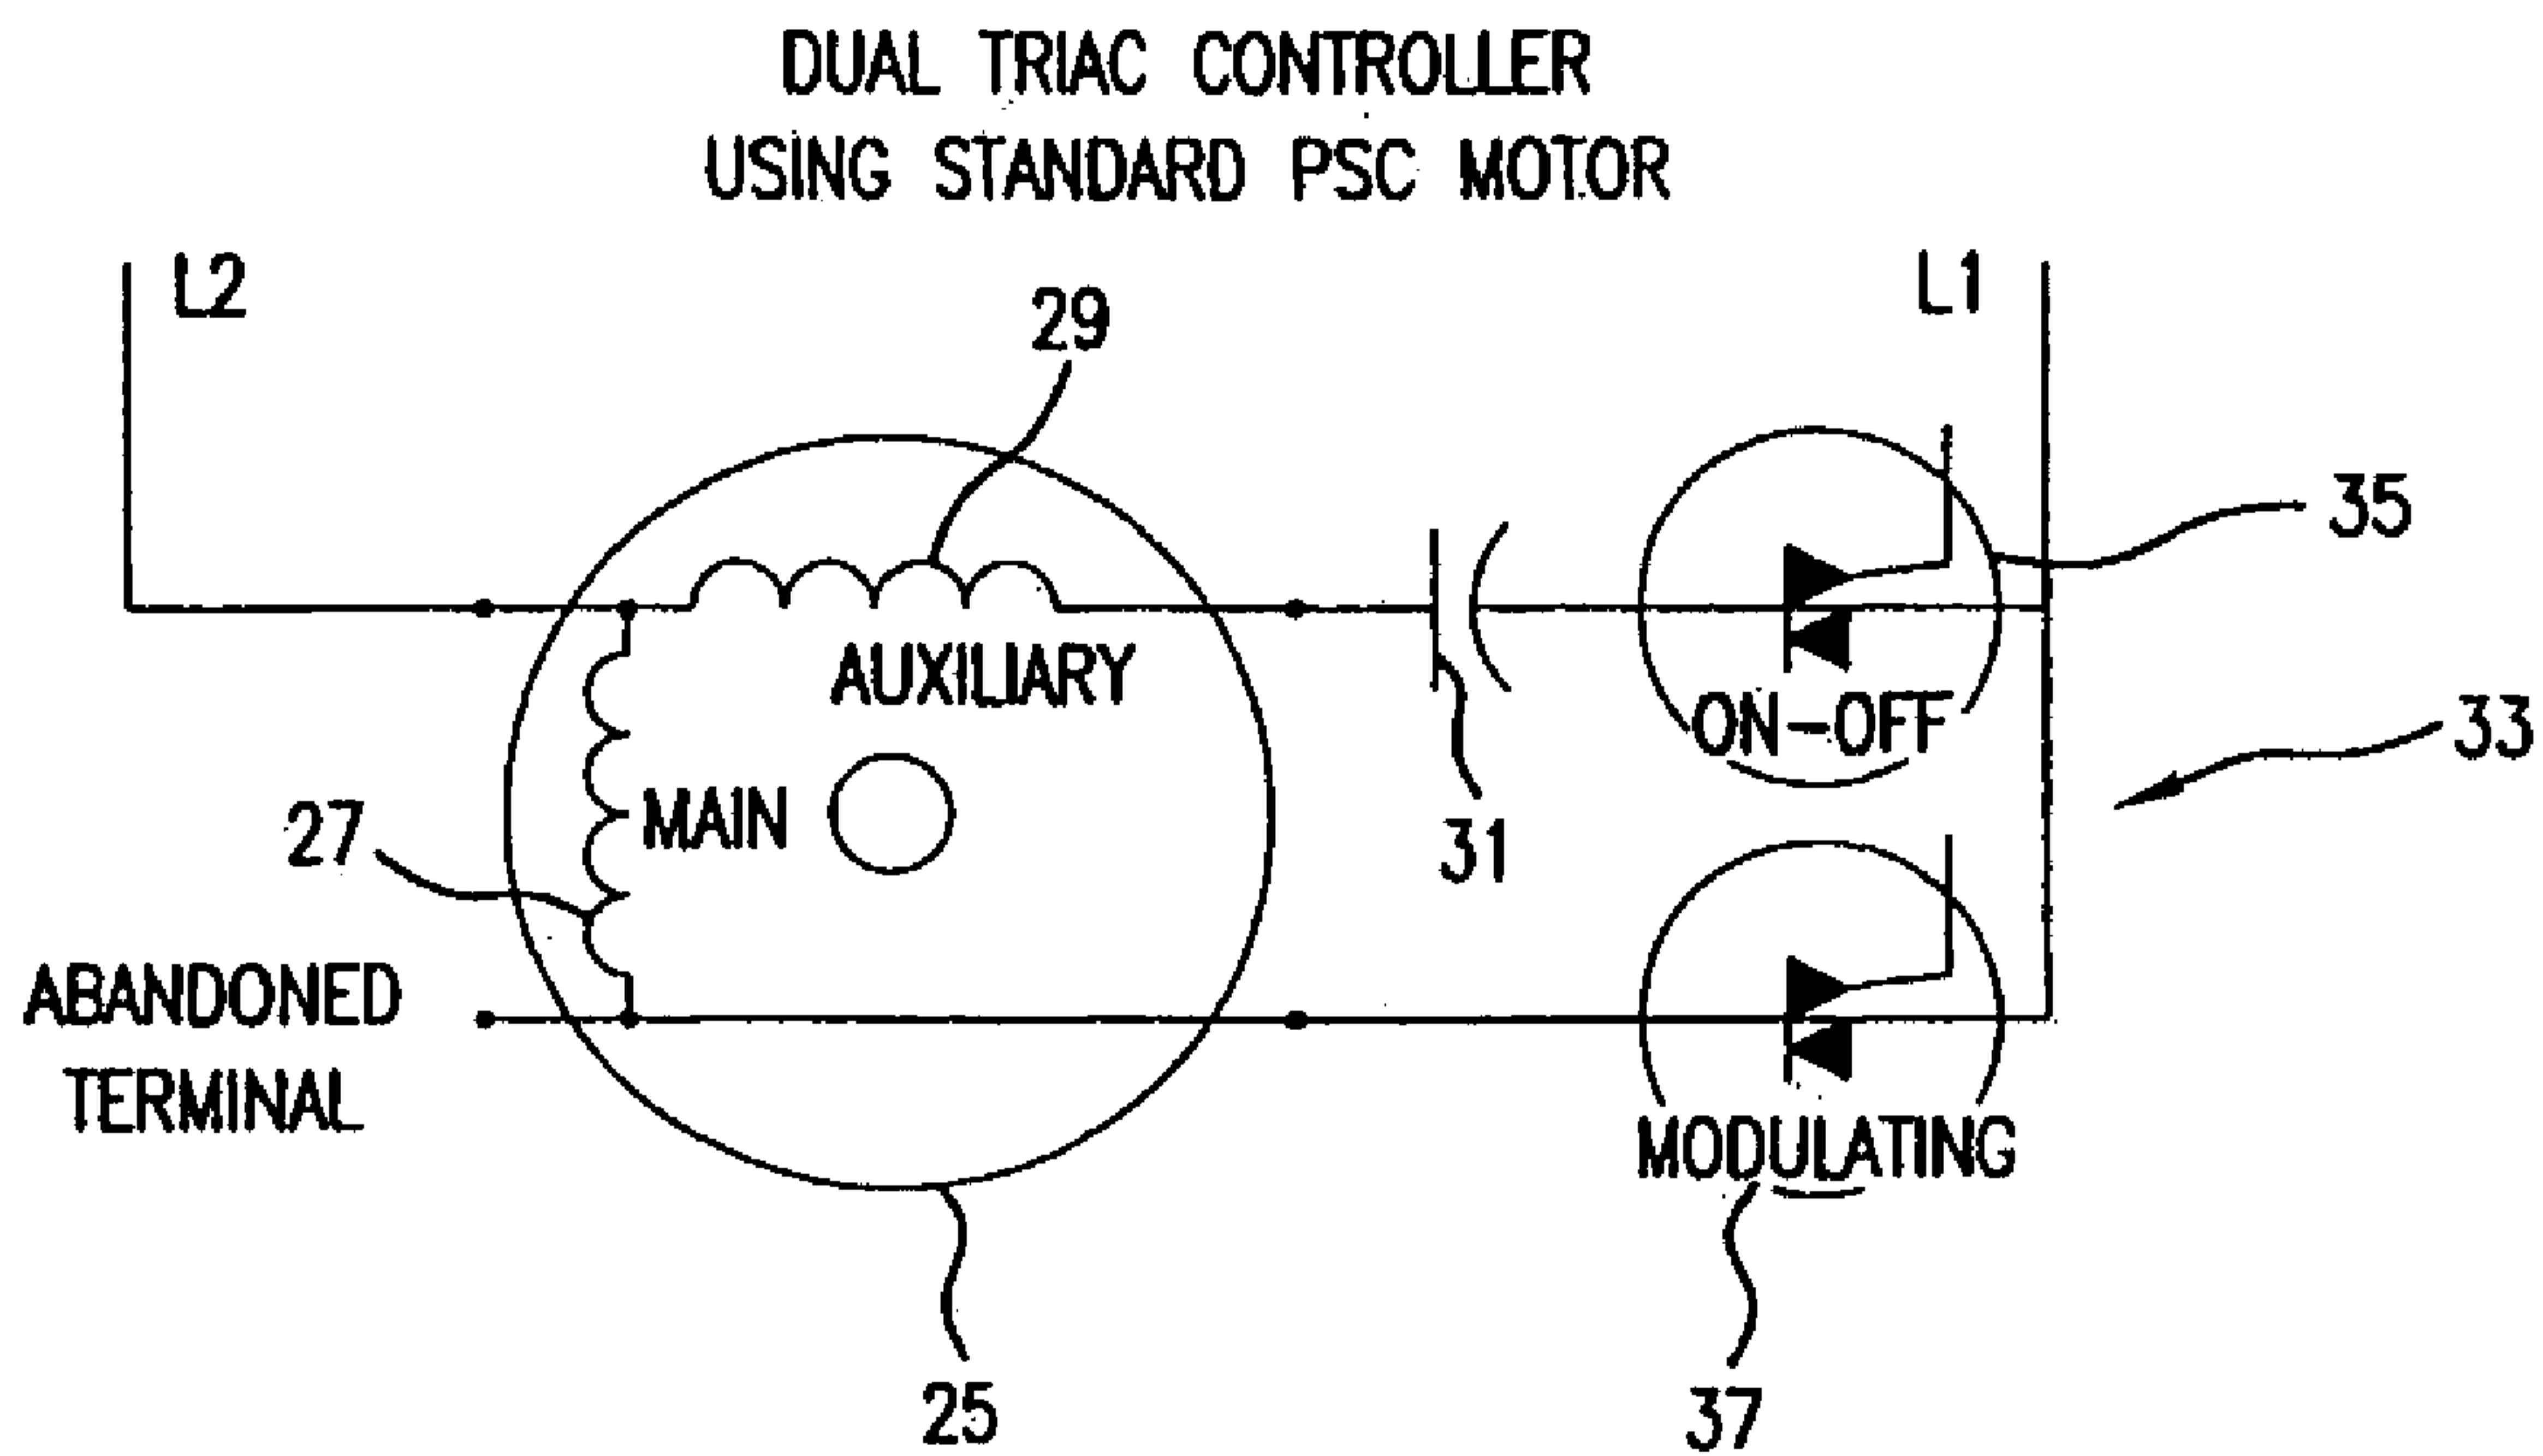 DUAL TRIAC CONTROLLER
USING STANDARD PSC MOTOR
L2
L1
29
35
AUXILIARY
ON-OFF
33
27
MAIN
31
ABANDONED
TERMINAL
MODULATING
25
37